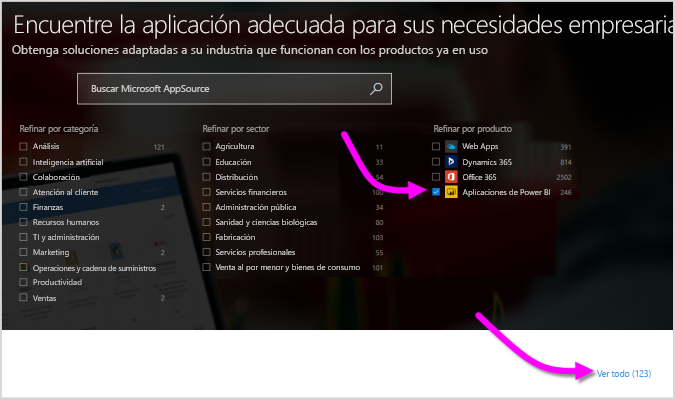 Encuentre la aplicación adecuada para sus necesidades empresaria
Obtenga soluciones adaptadas a su industria que funcionan con los productos ya en uso
Buscar Microsoft AppSource
Refinar por categoría
Análisis 121
Inteligencia artificial
Colaboración
Atención al cliente
Finanzas 2
Recursos humanos
TI y administración
Marketing 2
Operaciones y cadena de suministros
Productividad
Ventas 2
Refinar por sector
Agricultura 11
Educación 33
Distribución 54
Servicios financieros 100
Administración pública 34
Sanidad y ciencias biológicas 80
Fabricación 103
Servicios profesionales 55
Venta al por menor y bienes de consumo 101
Refinar por producto
Web Apps 391
Dynamics 365 814
Office 365 2502
Aplicaciones de Power BI 246
Ver todo (123)